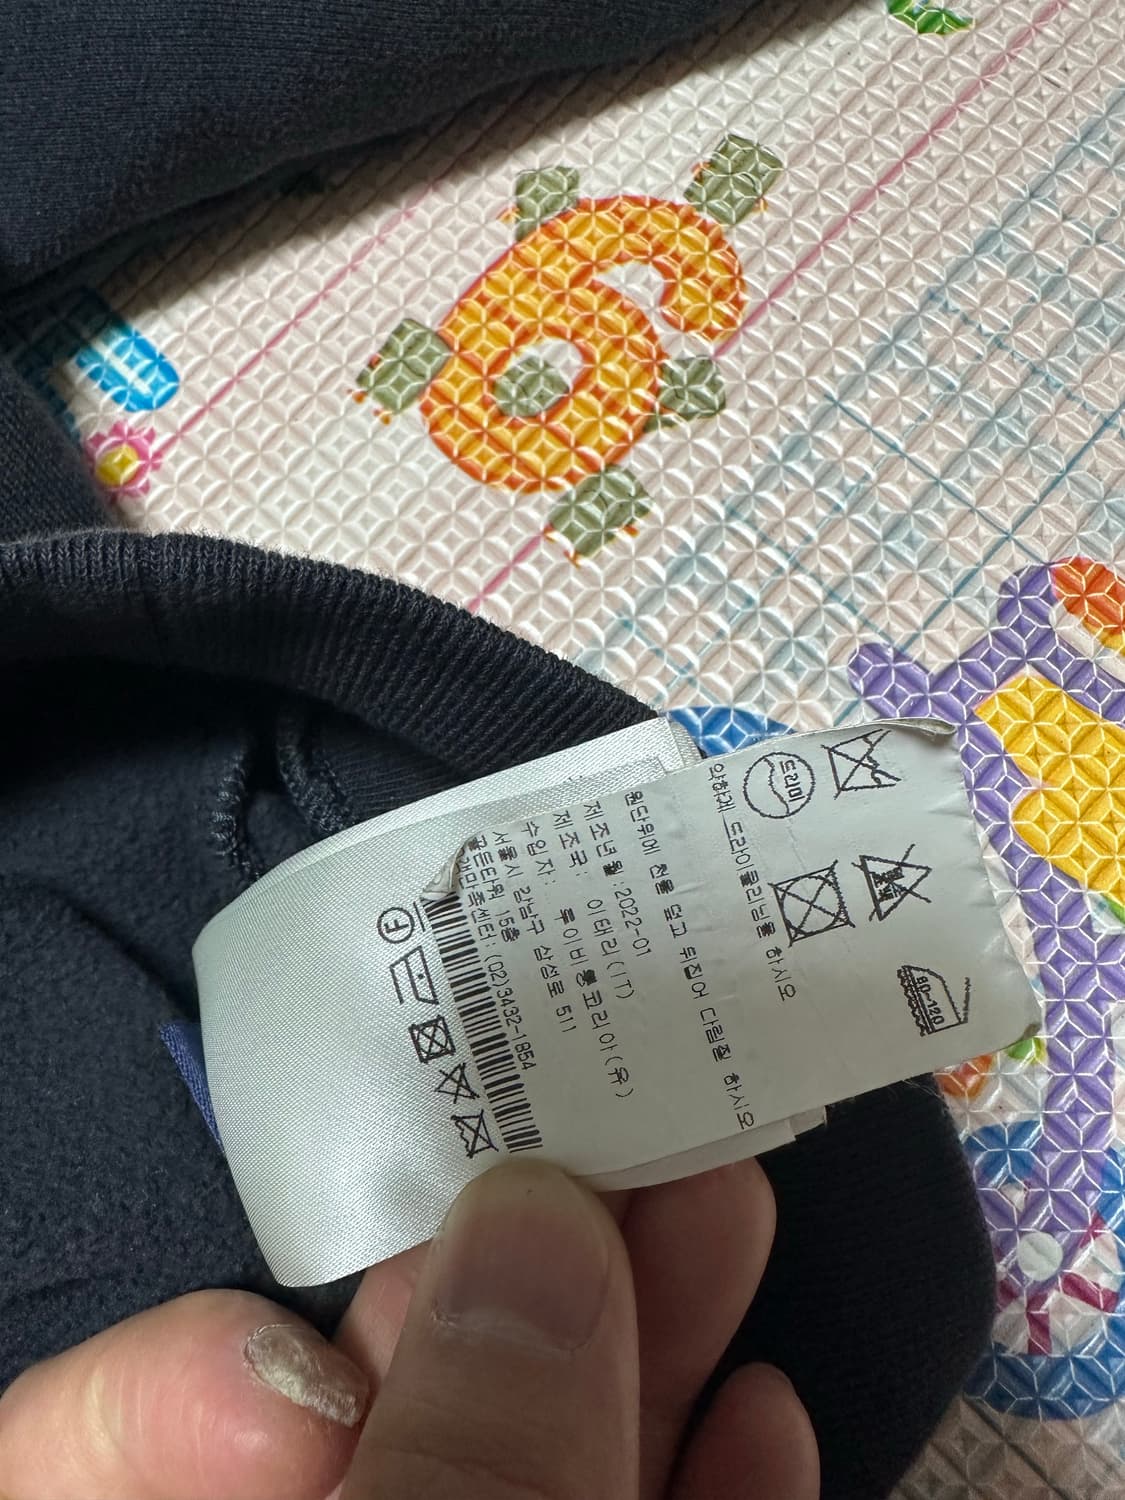 드라이
80~120
약하게 드라이클리닝을 하시오
원단위에 천을 덮고 뒤집어 다림질 하시오
제조년월:2022-01
제조국: 이태리(IT)
수입자: 루이비통코리아(유)
서울시 강남구 삼성로 511
골든타워 15층
고객만족센터:(02)3432-1854